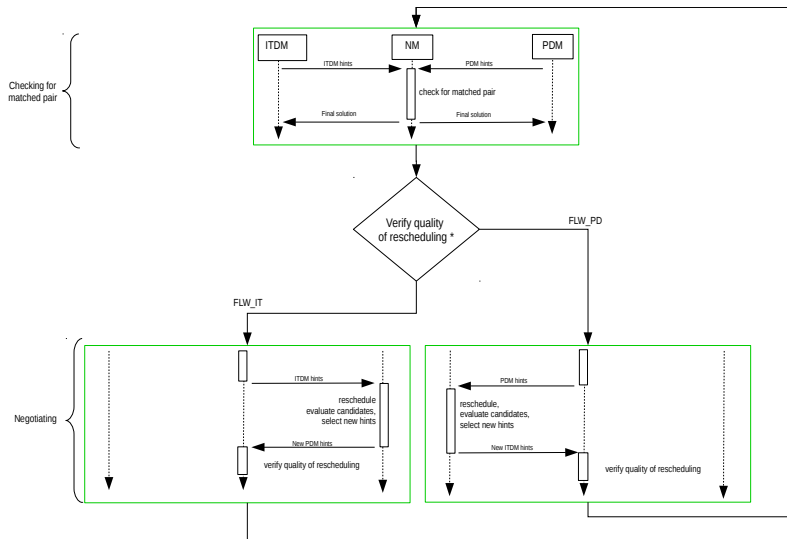 ITDM
NM
PDM
ITDM hints
PDM hints
Checking for
matched pair
check for matched pair
Final solution
Final solution
Verify quality
of rescheduling *
FLW_PD
FLW_IT
Negotiating
ITDM hints
reschedule
evaluate candidates,
select new hints
New PDM hints
verify quality of rescheduling
PDM hints
reschedule,
evaluate candidates,
select new hints
New ITDM hints
verify quality of rescheduling